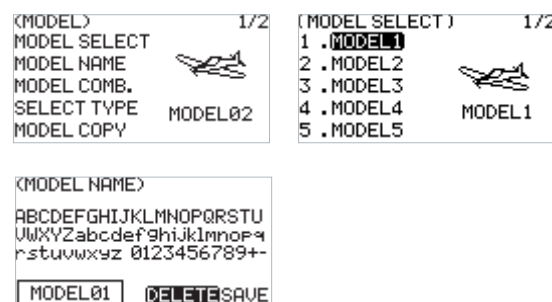 (MODEL) 1/2
MODEL SELECT
MODEL NAME
MODEL COMB.
SELECT TYPE
MODEL COPY
MODEL02
(MODEL SELECT) 1/2
1 .MODEL1
2 .MODEL2
3 .MODEL3
4 .MODEL4
5 .MODEL5
MODEL1
(MODEL NAME)
ABCDEFGHIJKLMNOPQRSTU
VWXYZabcdefghijklmnopq
rstuvwxyz 0123456789+-
MODEL01 DELETE SAVE